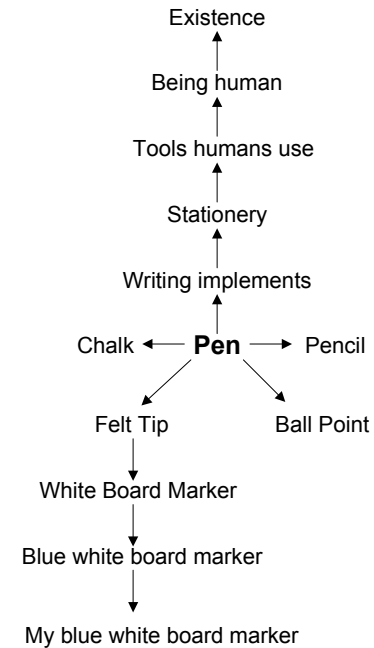 Existence
Being human
Tools humans use
Stationery
Writing implements
Chalk Pen Pencil
Felt Tip Ball Point
White Board Marker
Blue white board marker
My blue white board marker